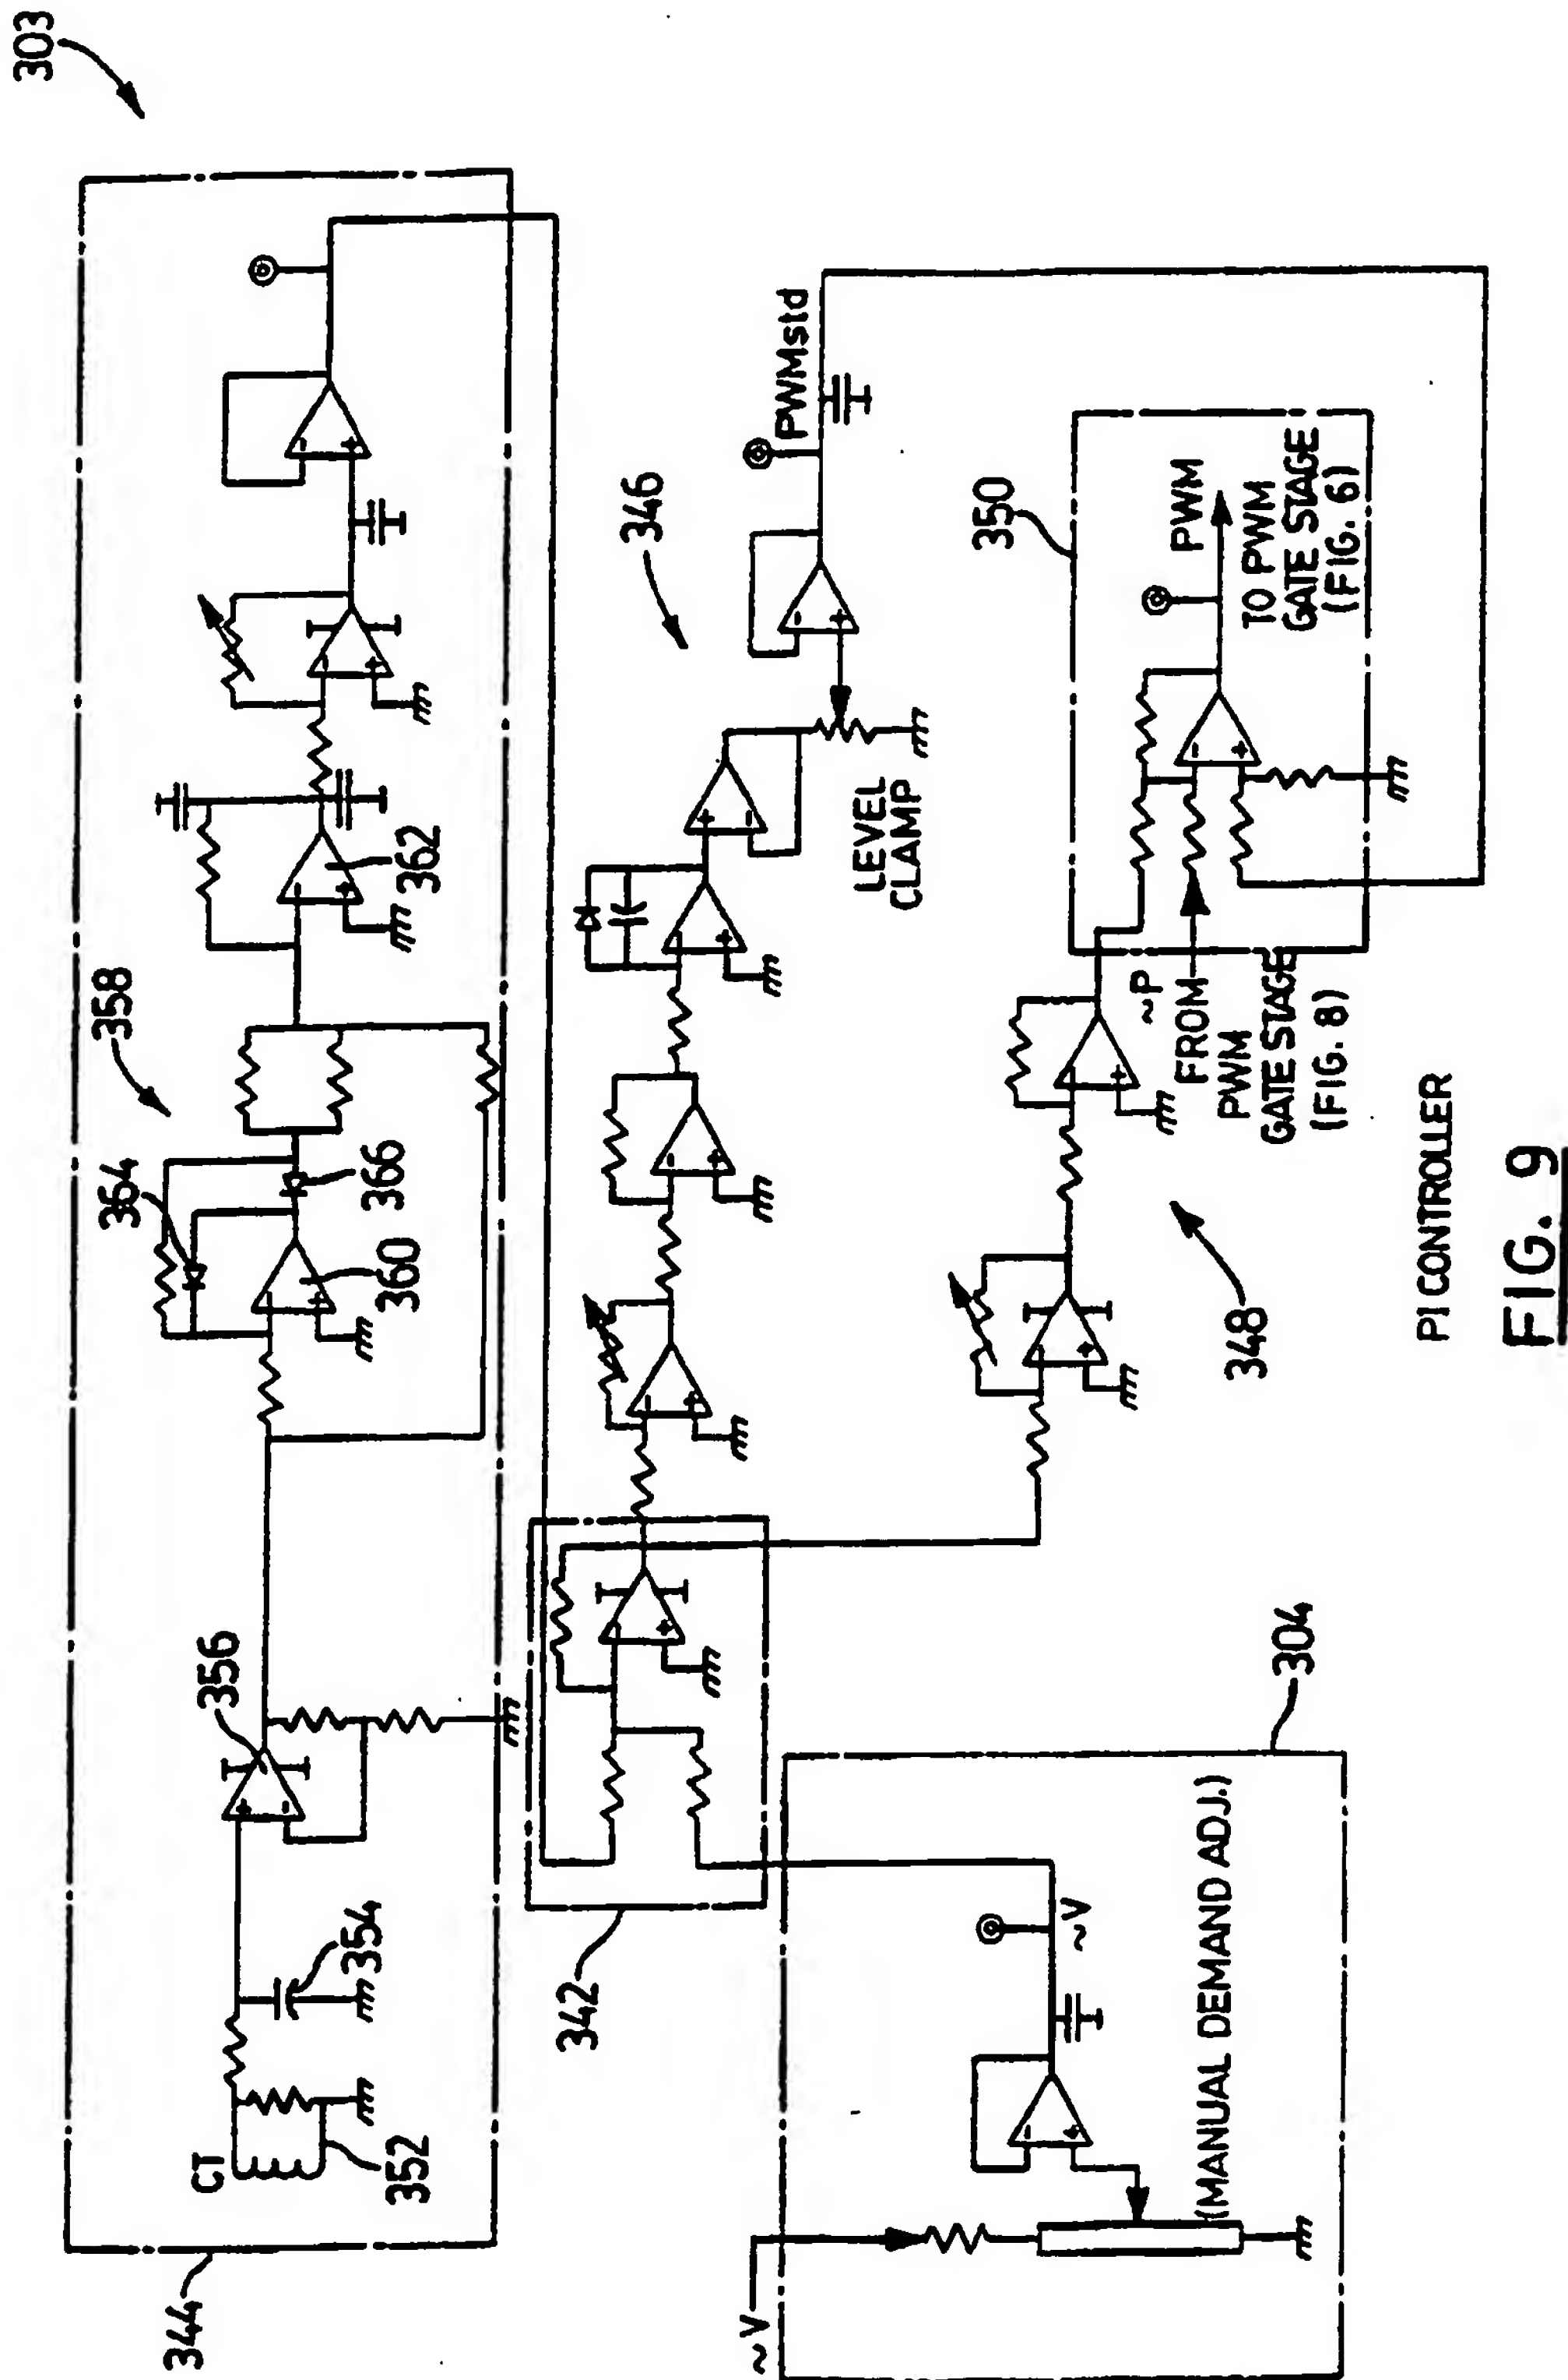 303
344
CT
352
354
356
358
360
362
364
366
346
PWMstd
LEVEL
CLAMP
342
350
PWM
TO PWM
GATE STAGE
(FIG. 6)
~P
FROM
PWM
GATE STAGE
(FIG. 8)
348
304
~V
~V
(MANUAL DEMAND ADJ.)
PI CONTROLLER
FIG. 9